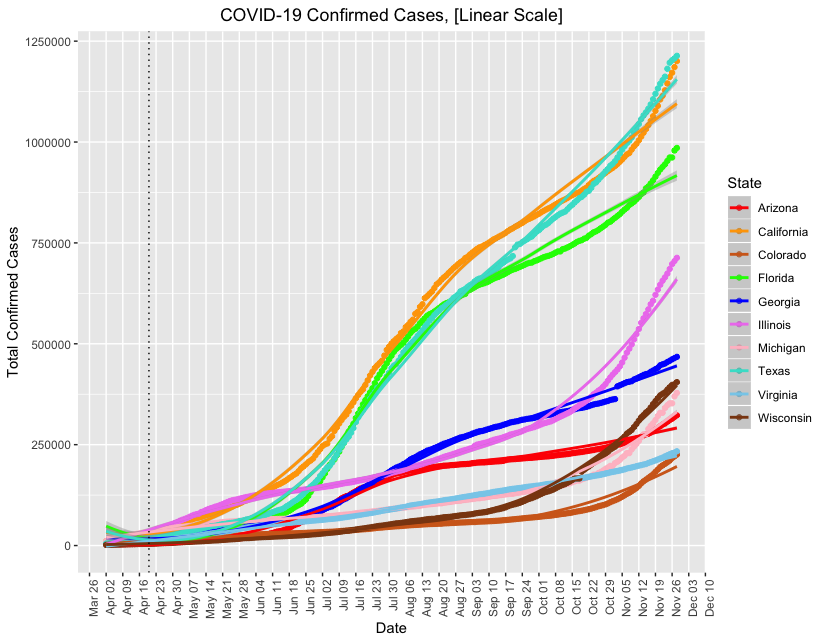 COVID-19 Confirmed Cases, [Linear Scale]
1250000
1000000
750000
500000
250000
0
Total Confirmed Cases
Mar 26
Apr 02
Apr 09
Apr 16
Apr 23
Apr 30
May 07
May 14
May 21
May 28
Jun 04
Jun 11
Jun 18
Jun 25
Jul 02
Jul 09
Jul 16
Jul 23
Jul 30
Aug 06
Aug 13
Aug 20
Aug 27
Sep 03
Sep 10
Sep 17
Sep 24
Oct 01
Oct 08
Oct 15
Oct 22
Oct 29
Nov 05
Nov 12
Nov 19
Nov 26
Dec 03
Dec 10
Date
State
Arizona
California
Colorado
Florida
Georgia
Illinois
Michigan
Texas
Virginia
Wisconsin